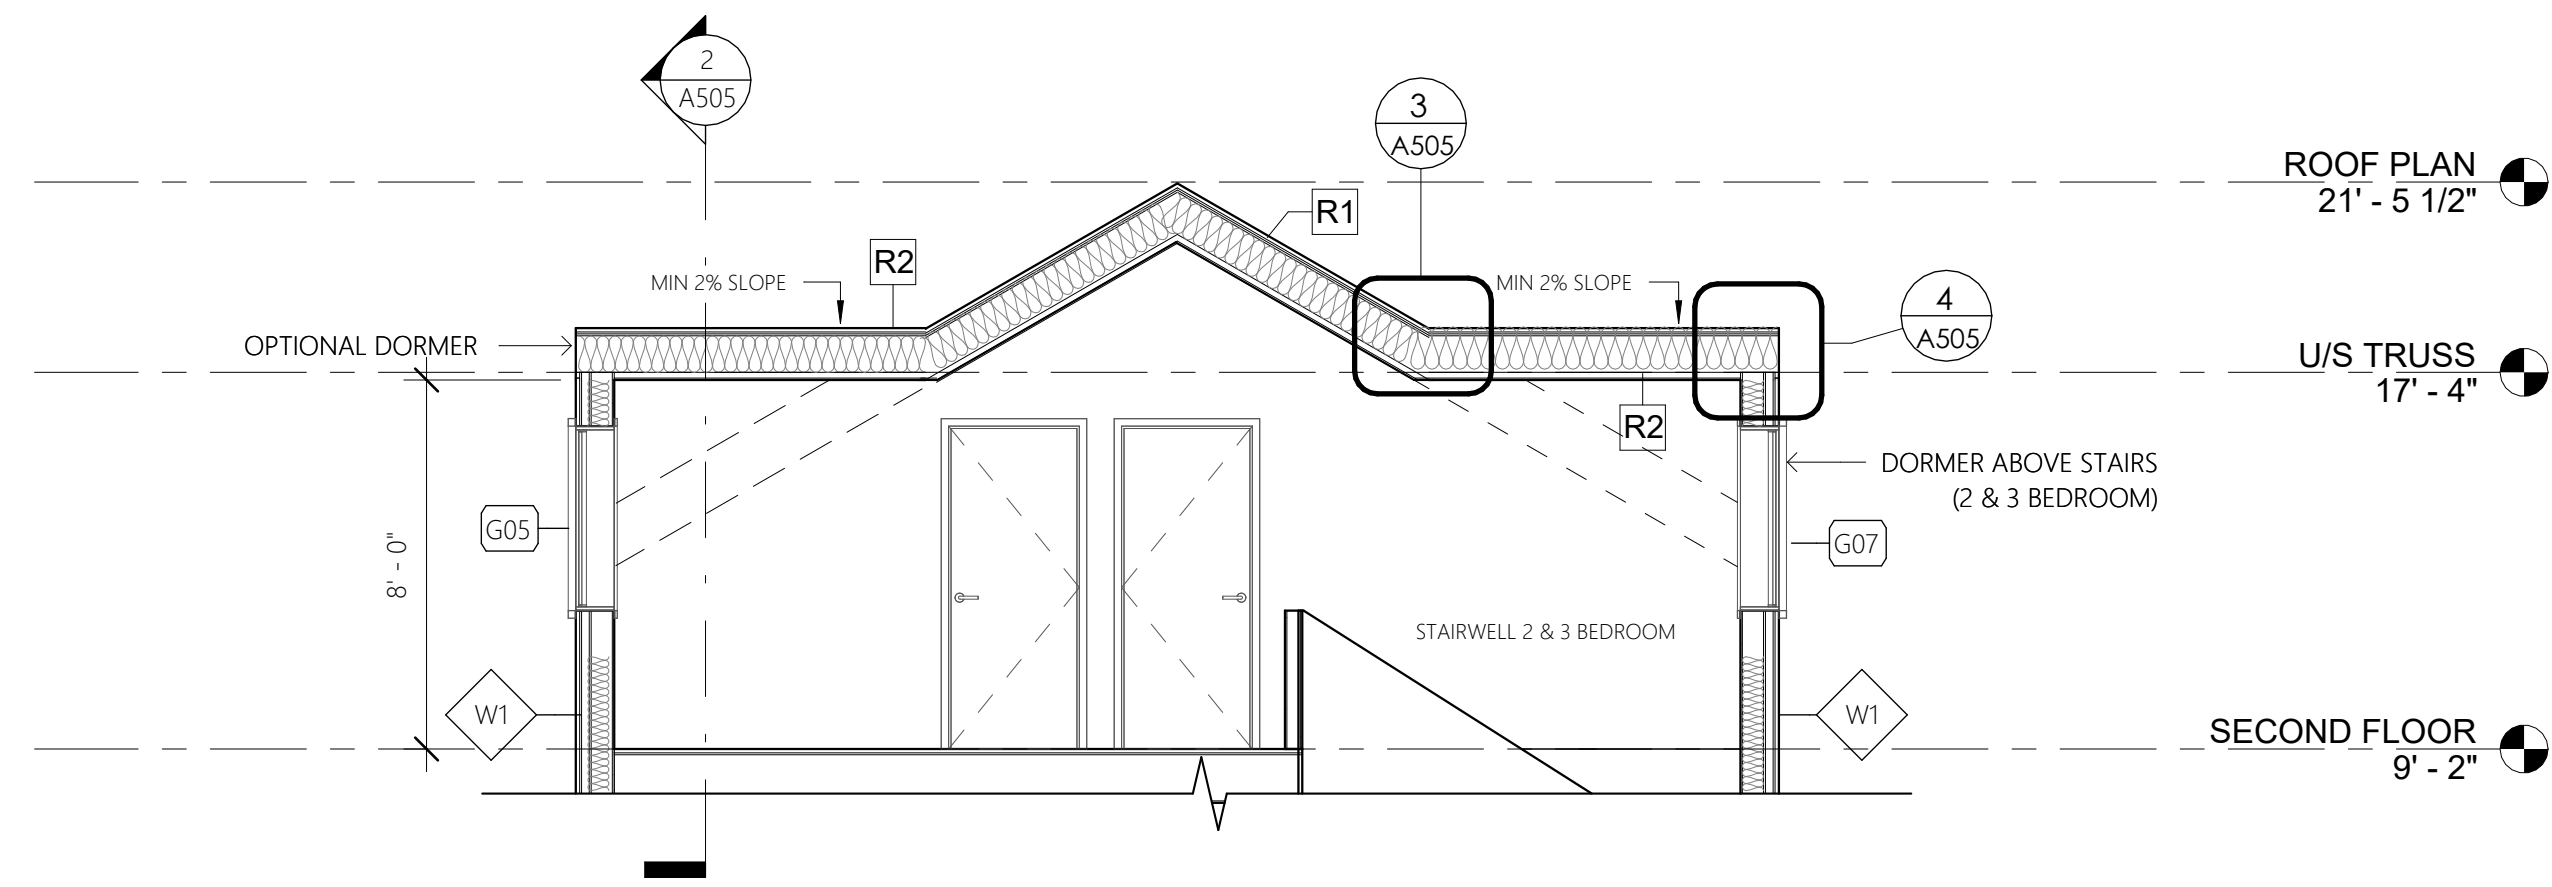 2
A505
3
A505
ROOF PLAN
21' - 5 1/2"
R1
R2
MIN 2% SLOPE
MIN 2% SLOPE
4
A505
OPTIONAL DORMER
U/S TRUSS
17' - 4"
R2
DORMER ABOVE STAIRS
(2 & 3 BEDROOM)
G05
G07
8' - 0"
STAIRWELL 2 & 3 BEDROOM
W1
W1
SECOND FLOOR
9' - 2"